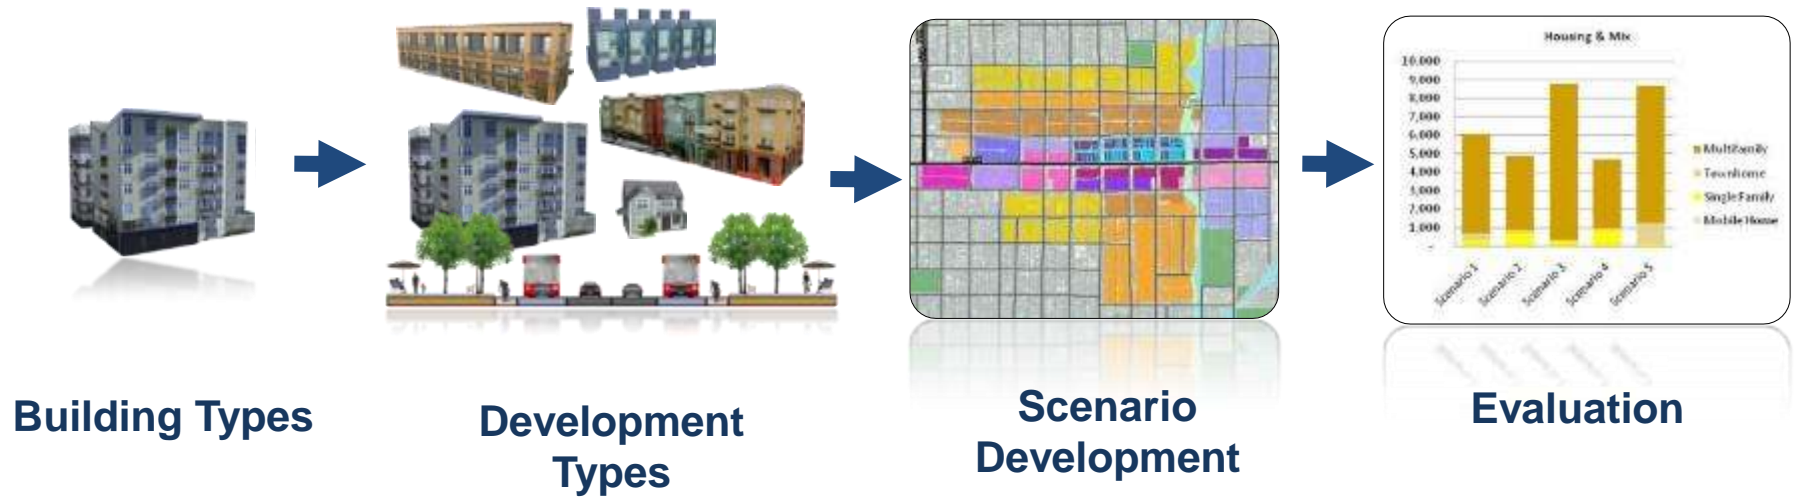 Housing & Mix
10,000
9,000
8,000
7,000
6,000
5,000
4,000
3,000
2,000
1,000
-
Multifamily
Townhome
Single Family
Mobile Home
Scenario 1
Scenario 2
Scenario 3
Scenario 4
Scenario 5
Building Types
Development
Types
Scenario
Development
Evaluation